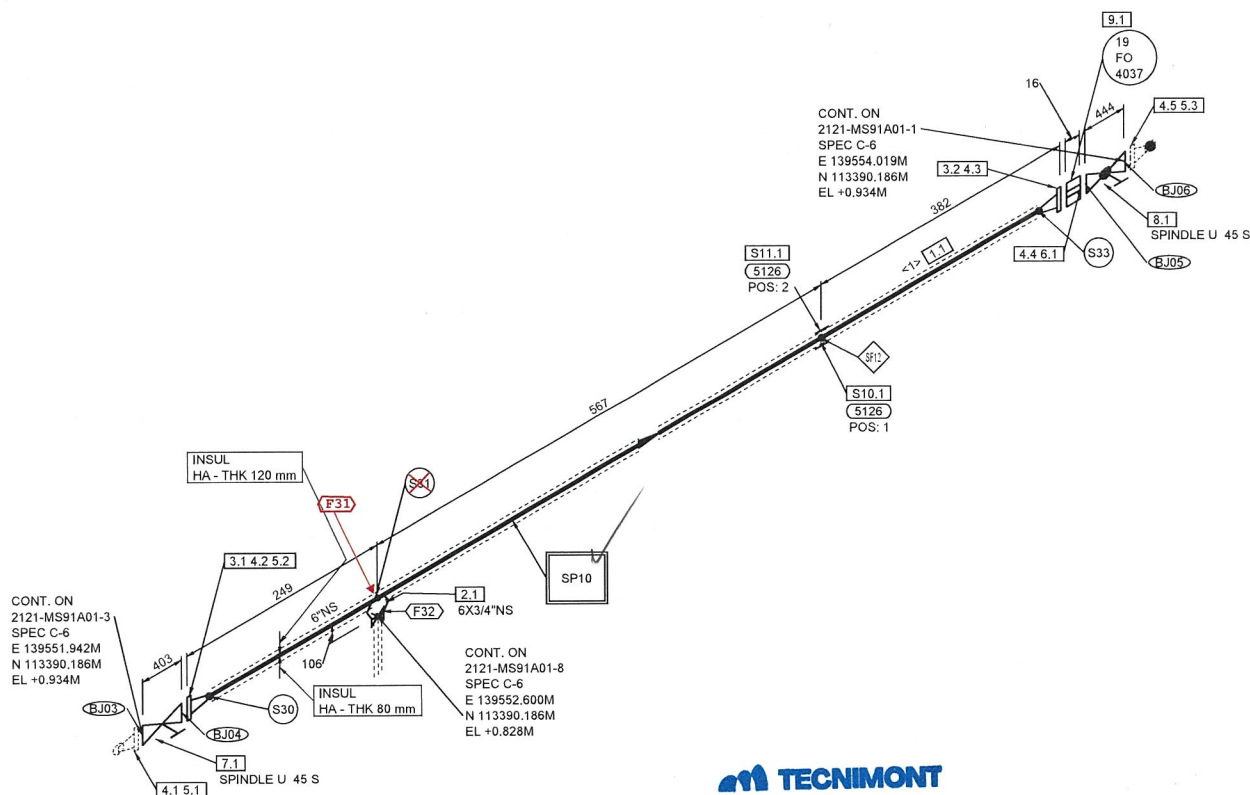 9.1
19
FO
4037
16
444
4.5 5.3
CONT. ON
2121-MS91A01-1
SPEC C-6
E 139554.019M
N 113390.186M
EL +0.934M
3.2 4.3
BJ06
8.1
SPINDLE U 45 S
382
S11.1
5126
POS: 2
<1> 1.1
4.4 6.1
S33
BJ05
SF12
S10.1
5126
POS: 1
567
INSUL
HA - THK 120 mm
S31
F31
SP10
3.1 4.2 5.2
249
6"NS
2.1
6X3/4"NS
F32
CONT. ON
2121-MS91A01-3
SPEC C-6
E 139551.942M
N 113390.186M
EL +0.934M
403
106
CONT. ON
2121-MS91A01-8
SPEC C-6
E 139552.600M
N 113390.186M
EL +0.828M
INSUL
HA - THK 80 mm
S30
BJ03
BJ04
7.1
SPINDLE U 45 S
4.1 5.1
TECNIMONT